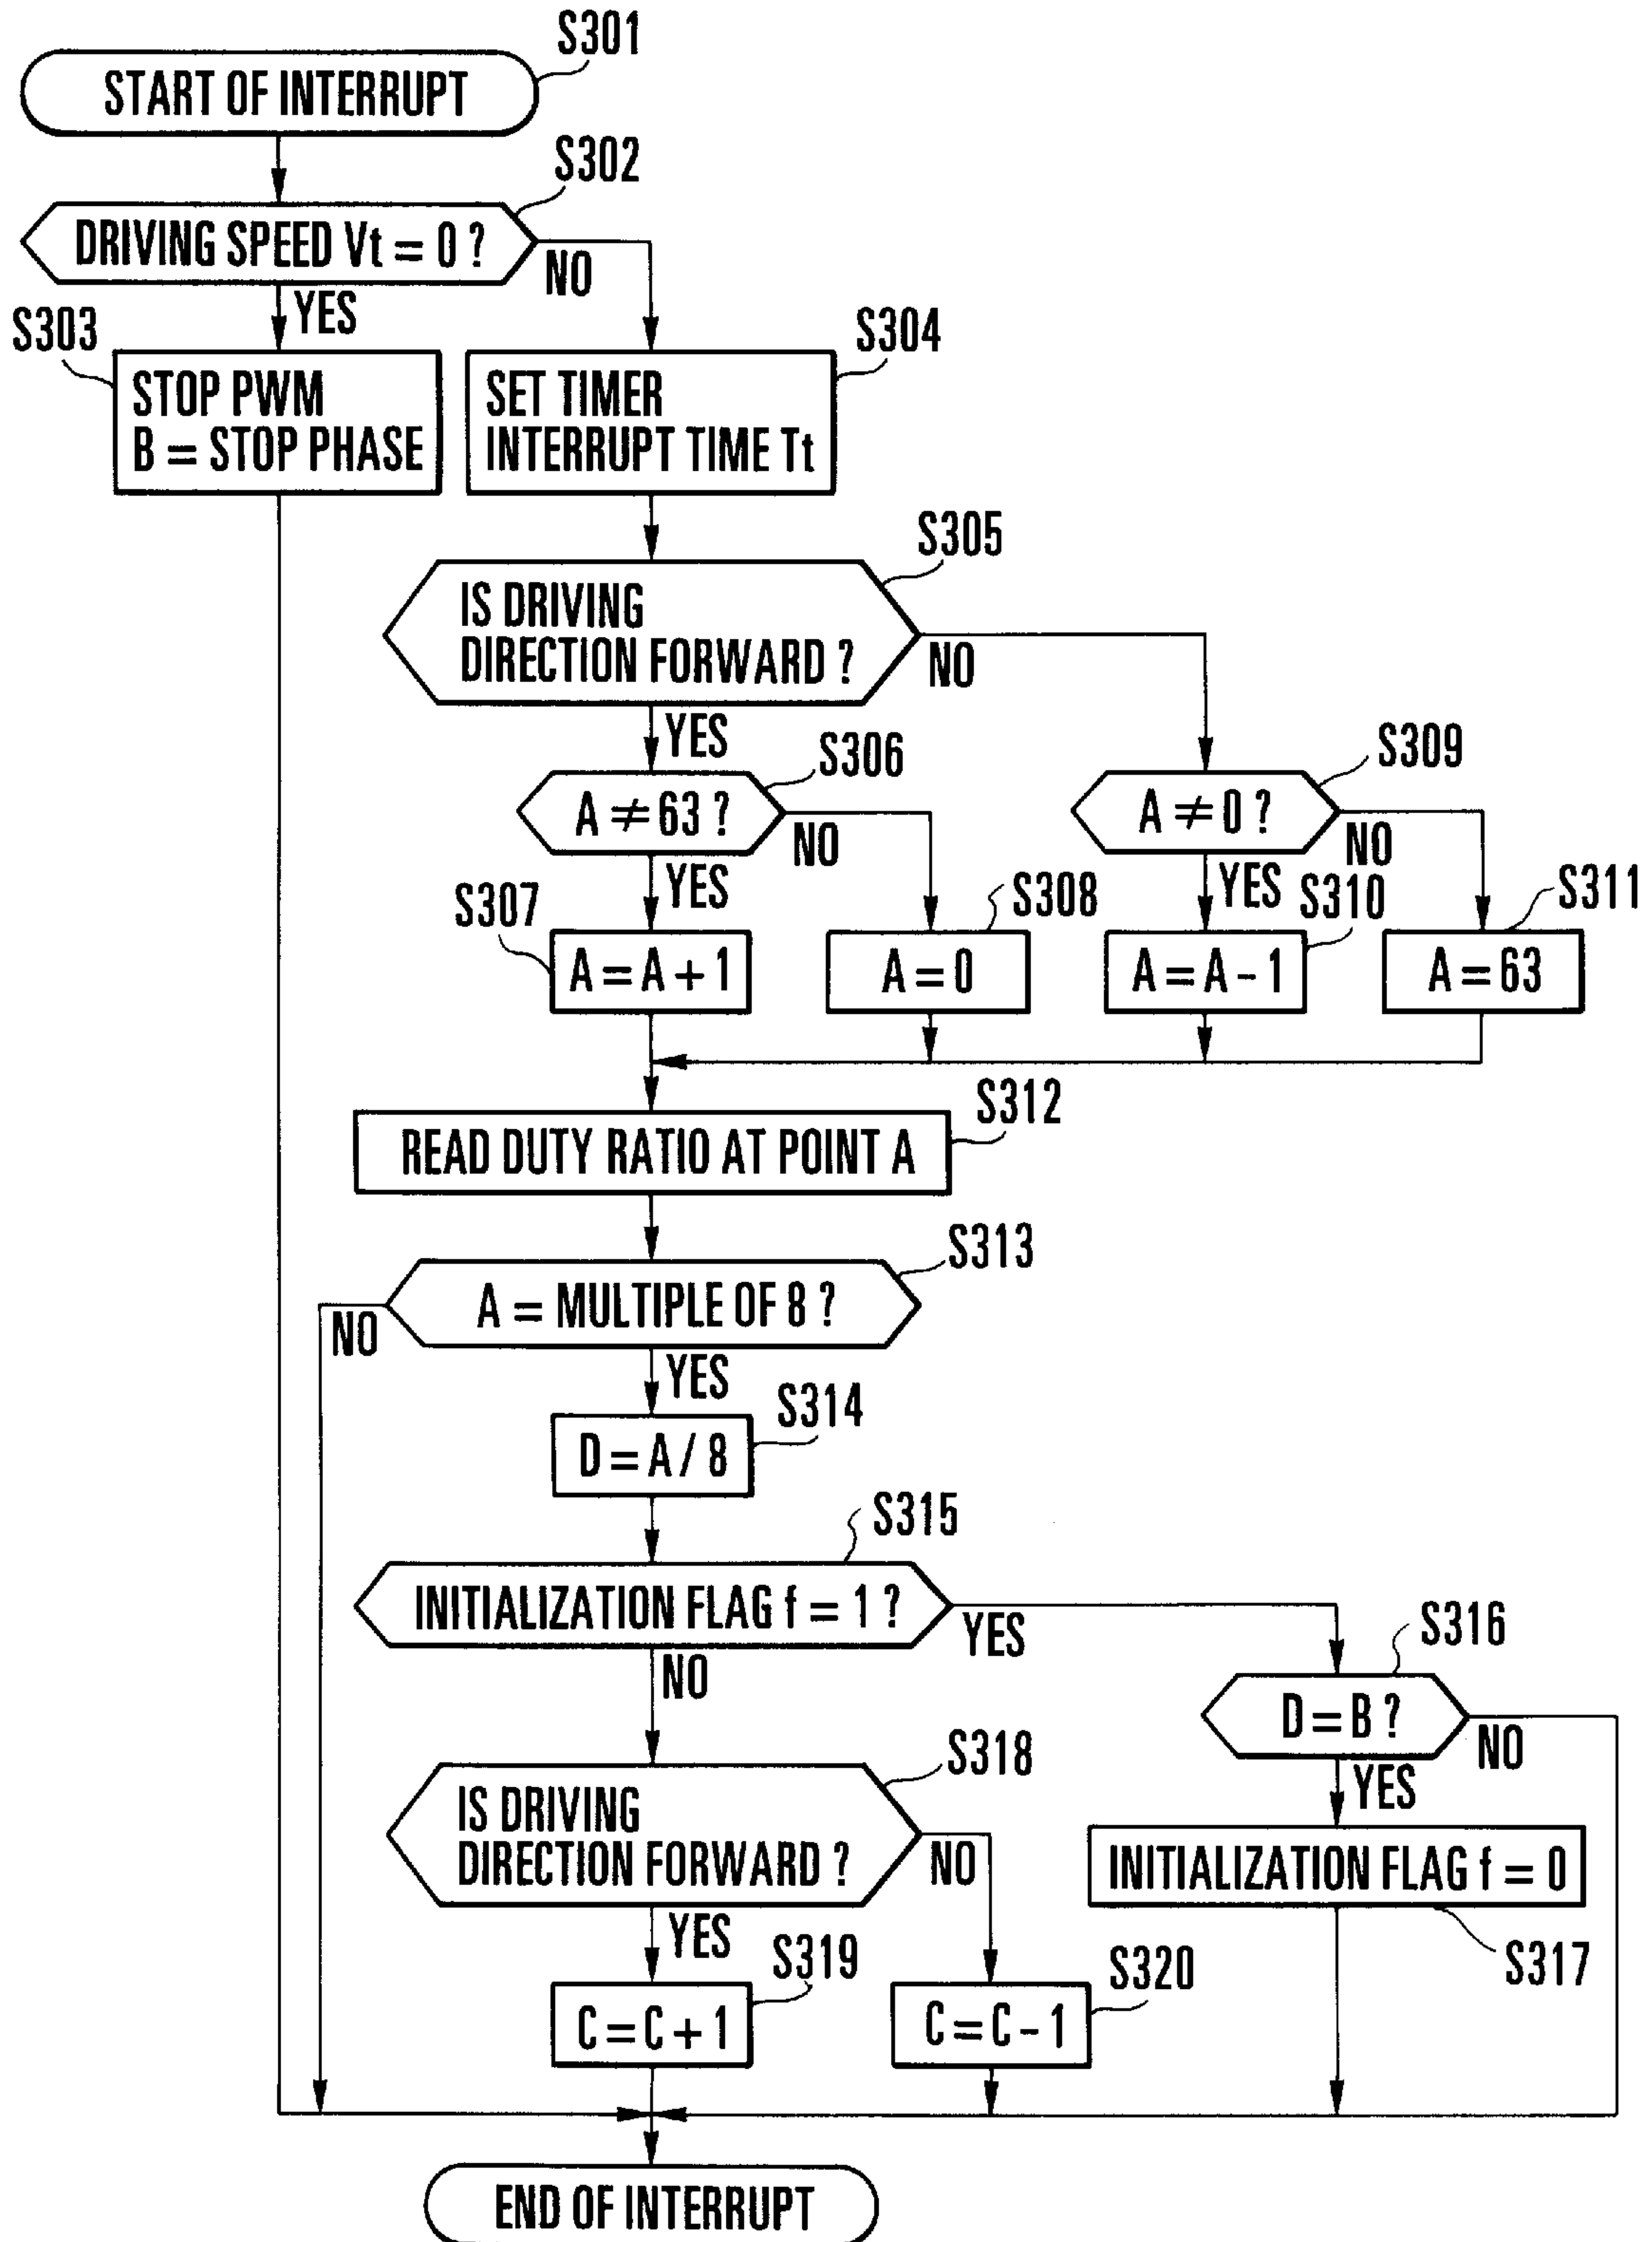 S301
START OF INTERRUPT
S302
DRIVING SPEED Vt = 0 ?
NO
YES
S303
S304
STOP PWM
B = STOP PHASE
SET TIMER
INTERRUPT TIME Tt
S305
IS DRIVING
DIRECTION FORWARD ?
NO
YES
S306
S309
A ≠ 63 ?
NO
A ≠ 0 ?
NO
YES
YES
S307
S308
S310
S311
A = A + 1
A = 0
A = A - 1
A = 63
S312
READ DUTY RATIO AT POINT A
S313
A = MULTIPLE OF 8 ?
NO
YES
S314
D = A / 8
S315
INITIALIZATION FLAG f = 1 ?
YES
NO
S316
D = B ?
NO
YES
S318
IS DRIVING
DIRECTION FORWARD ?
NO
INITIALIZATION FLAG f = 0
YES
S317
S319
S320
C = C + 1
C = C - 1
END OF INTERRUPT